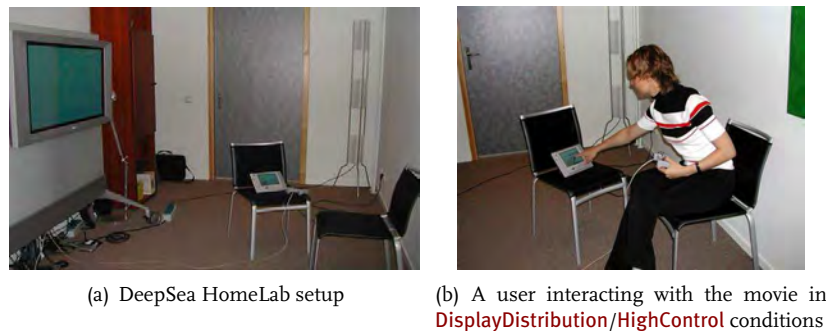 (a) DeepSea HomeLab setup
(b) A user interacting with the movie in
DisplayDistribution/HighControl conditions